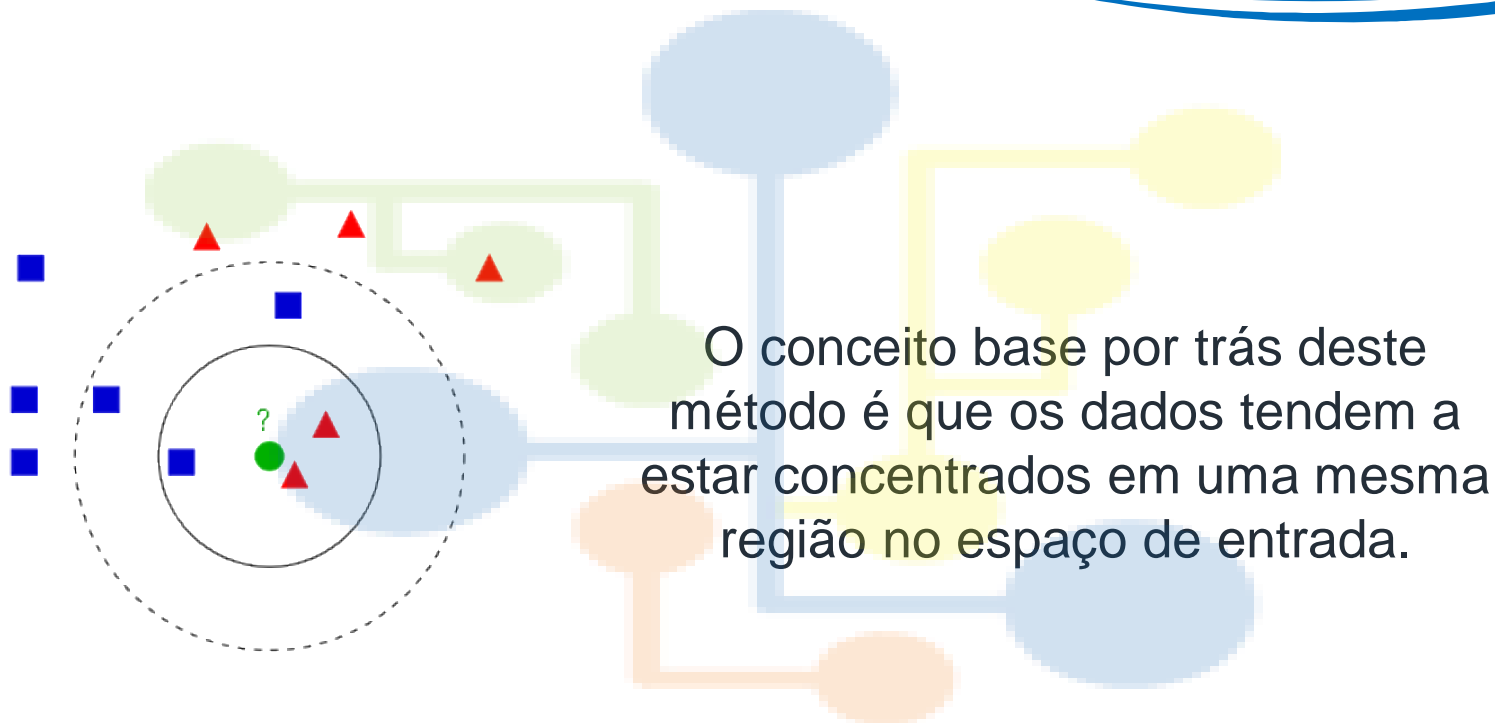 ?
O conceito base por trás deste
método é que os dados tendem a
estar concentrados em uma mesma
região no espaço de entrada.